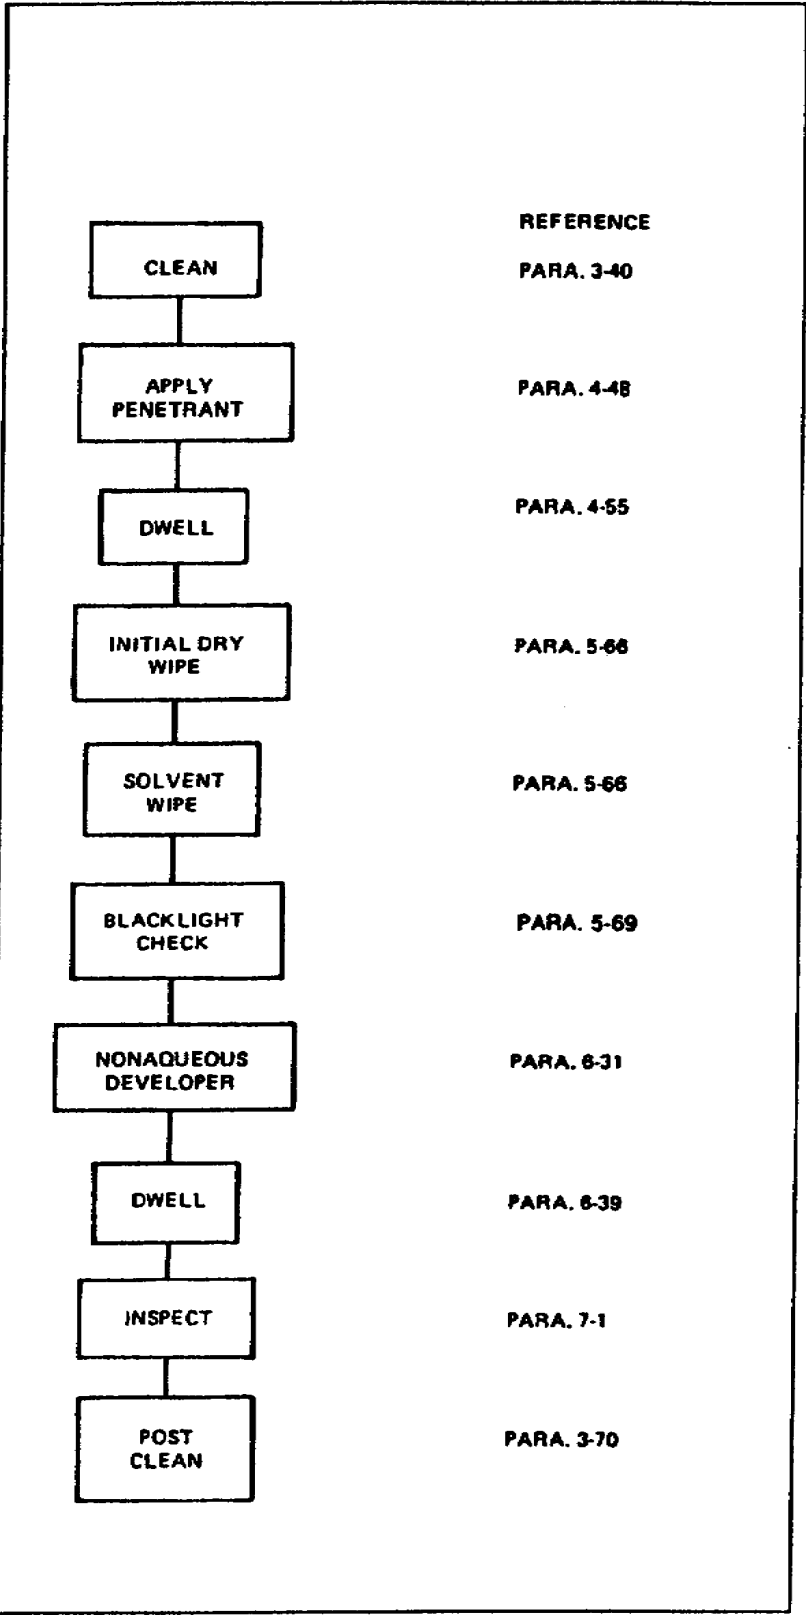 REFERENCE
CLEAN PARA. 3-40
APPLY
PENETRANT PARA. 4-48
DWELL PARA. 4-55
INITIAL DRY
WIPE PARA. 5-66
SOLVENT
WIPE PARA. 5-66
BLACKLIGHT
CHECK PARA. 5-69
NONAQUEOUS
DEVELOPER PARA. 6-31
DWELL PARA. 6-39
INSPECT PARA. 7-1
POST
CLEAN PARA. 3-70